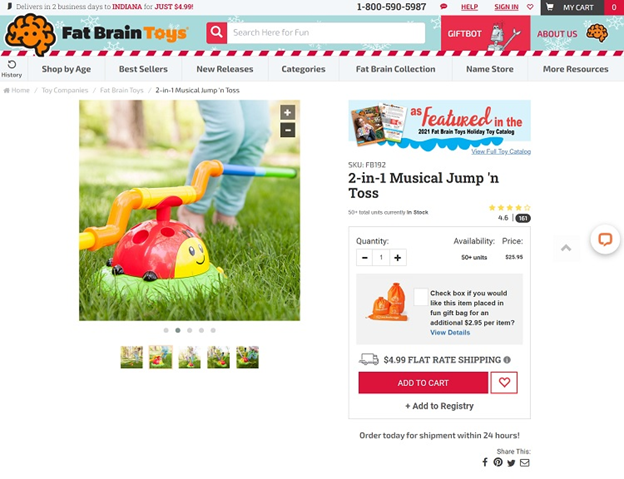 Delivers in 2 business days to INDIANA for JUST $4.99!
1-800-590-5987
HELP
SIGN IN
MY CART
0
Fat Brain Toys
Search Here for Fun
GIFTBOT
ABOUT US
History
Shop by Age
Best Sellers
New Releases
Categories
Fat Brain Collection
Name Store
More Resources
Home / Toy Companies / Fat Brain Toys / 2-in-1 Musical Jump 'n Toss
as Featured in the
2021 Fat Brain Toys Holiday Toy Catalog
View Full Toy Catalog
SKU: FB192
2-in-1 Musical Jump 'n
Toss
50+ total units currently in Stock
4.6 | 161
Quantity:
Availability:
Price:
1
50+ units
$25.95
Check box if you would
like this item placed in
fun gift bag for an
additional $2.95 per item?
View Details
$4.99 FLAT RATE SHIPPING
ADD TO CART
+ Add to Registry
Order today for shipment within 24 hours!
Share This: